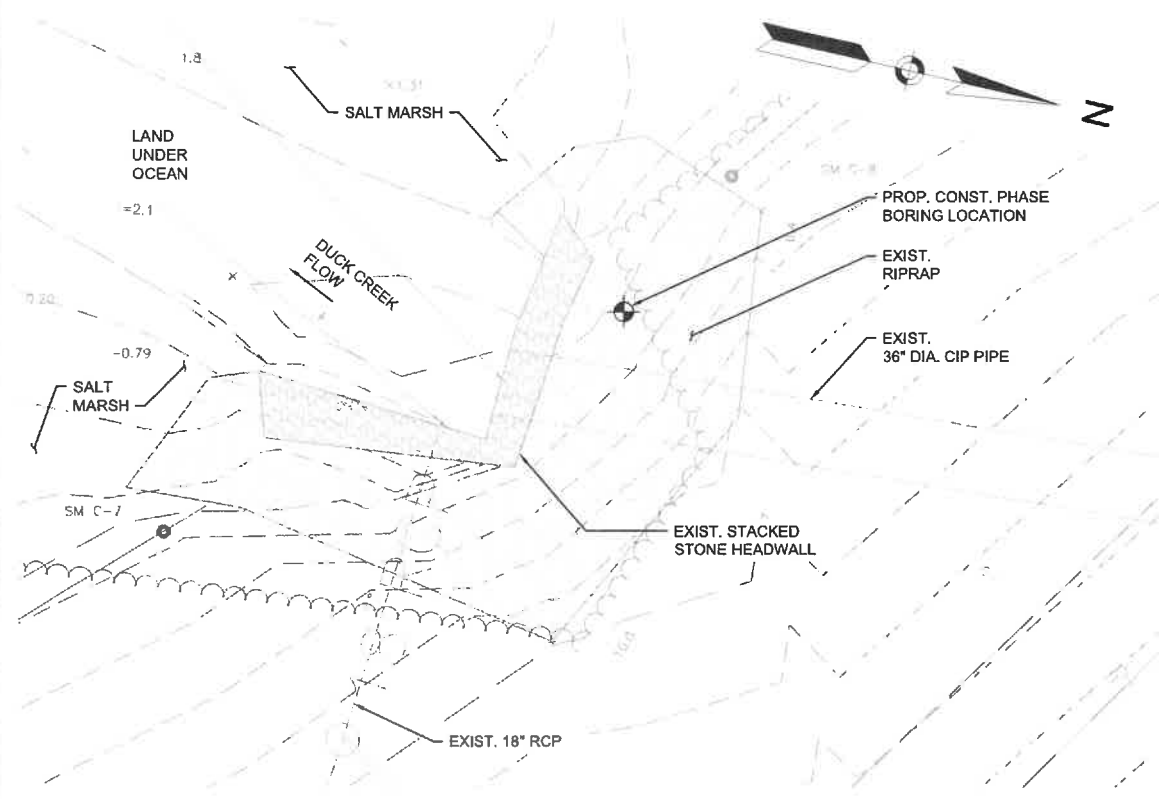 1.8
SALT MARSH
N
LAND
UNDER
OCEAN
PROP. CONST. PHASE
BORING LOCATION
-2.1
DUCK CREEK
FLOW
EXIST.
RIPRAP
EXIST.
36" DIA. CIP PIPE
-0.79
SALT
MARSH
SM C-7
EXIST. STACKED
STONE HEADWALL
EXIST. 18" RCP